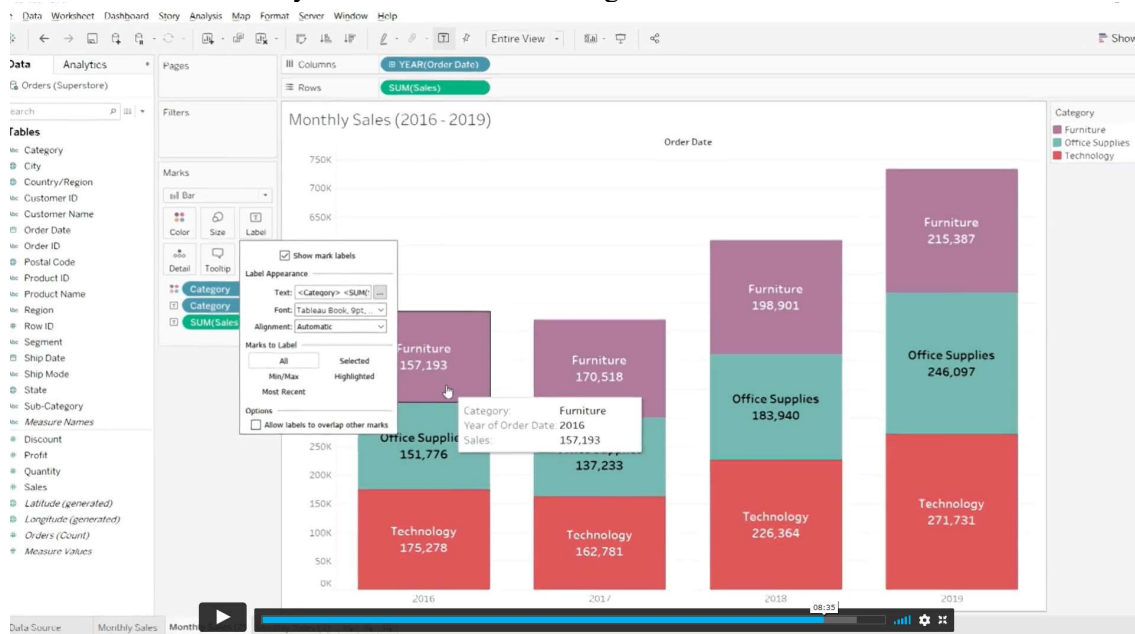 Data Worksheet Dashboard Story Analysis Map Format Server Window Help
Entire View
Show
Data Analytics
Orders (Superstore)
Search
Tables
Category
City
Country/Region
Customer ID
Customer Name
Order Date
Order ID
Postal Code
Product ID
Product Name
Region
Row ID
Segment
Ship Date
Ship Mode
State
Sub-Category
Measure Names
Discount
Profit
Quantity
Sales
Latitude (generated)
Longitude (generated)
Orders (Count)
Measure Values
Pages
Filters
Marks
Bar
Color Size Label
Detail Tooltip
Category
Category
SUM(Sales
Columns YEAR(Order Date)
Rows SUM(Sales)
Show mark labels
Label Appearance
Text: <Category> <SUM(
Font: Tableau Book, 9pt, ...
Alignment: Automatic
Marks to Label
All Selected
Min/Max Highlighted
Most Recent
Options
Allow labels to overlap other marks
Monthly Sales (2016 - 2019)
Order Date
750K
700K
650K
250K
150K
100K
50K
0K
Furniture
157,193
Office Supplie
151,776
Technology
175,278
Furniture
170,518
137,233
Technology
162,781
Furniture
198,901
Office Supplies
183,940
Technology
226,364
Furniture
215,387
Office Supplies
246,097
Technology
271,731
Category: Furniture
Year of Order Date: 2016
Sales: 157,193
2016 2017 2018 2019
Category
Furniture
Office Supplies
Technology
08:35
Data Source Monthly Sales Month